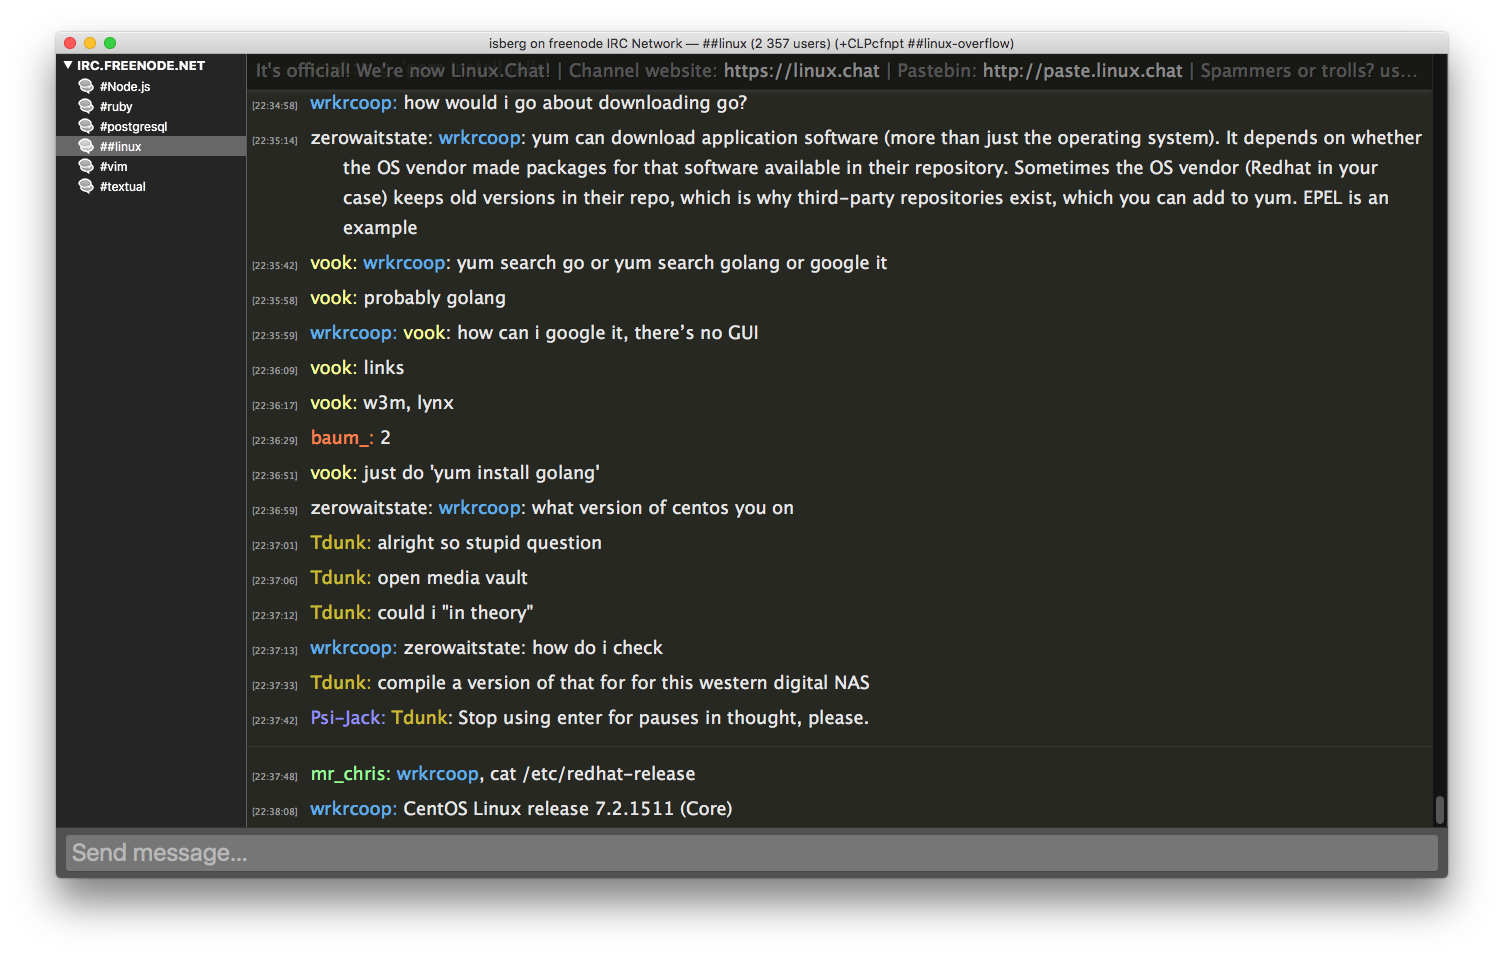 isberg on freenode IRC Network — ##linux (2 357 users) (+CLPcfnpt ##linux-overflow)
IRC.FREENODE.NET
#Node.js
#ruby
#postgresql
##linux
#vim
#textual
It's official! We're now Linux.Chat! | Channel website: https://linux.chat | Pastebin: http://paste.linux.chat | Spammers or trolls? us...
[22:34:58] wrkrcoop: how would i go about downloading go?
[22:35:14] zerowaitstate: wrkrcoop: yum can download application software (more than just the operating system). It depends on whether
the OS vendor made packages for that software available in their repository. Sometimes the OS vendor (Redhat in your
case) keeps old versions in their repo, which is why third-party repositories exist, which you can add to yum. EPEL is an
example
[22:35:42] vook: wrkrcoop: yum search go or yum search golang or google it
[22:35:58] vook: probably golang
[22:35:59] wrkrcoop: vook: how can i google it, there's no GUI
[22:36:09] vook: links
[22:36:17] vook: w3m, lynx
[22:36:29] baum_: 2
[22:36:51] vook: just do 'yum install golang'
[22:36:59] zerowaitstate: wrkrcoop: what version of centos you on
[22:37:01] Tdunk: alright so stupid question
[22:37:06] Tdunk: open media vault
[22:37:12] Tdunk: could i "in theory"
[22:37:13] wrkrcoop: zerowaitstate: how do i check
[22:37:33] Tdunk: compile a version of that for for this western digital NAS
[22:37:42] Psi-Jack: Tdunk: Stop using enter for pauses in thought, please.
[22:37:48] mr_chris: wrkrcoop, cat /etc/redhat-release
[22:38:08] wrkrcoop: CentOS Linux release 7.2.1511 (Core)
Send message...